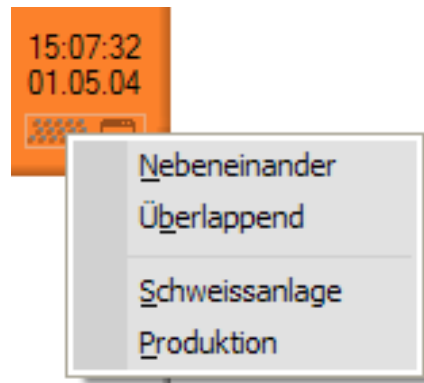 15:07:32
01.05.04
Nebeneinander
Überlappend
Schweissanlage
Produktion